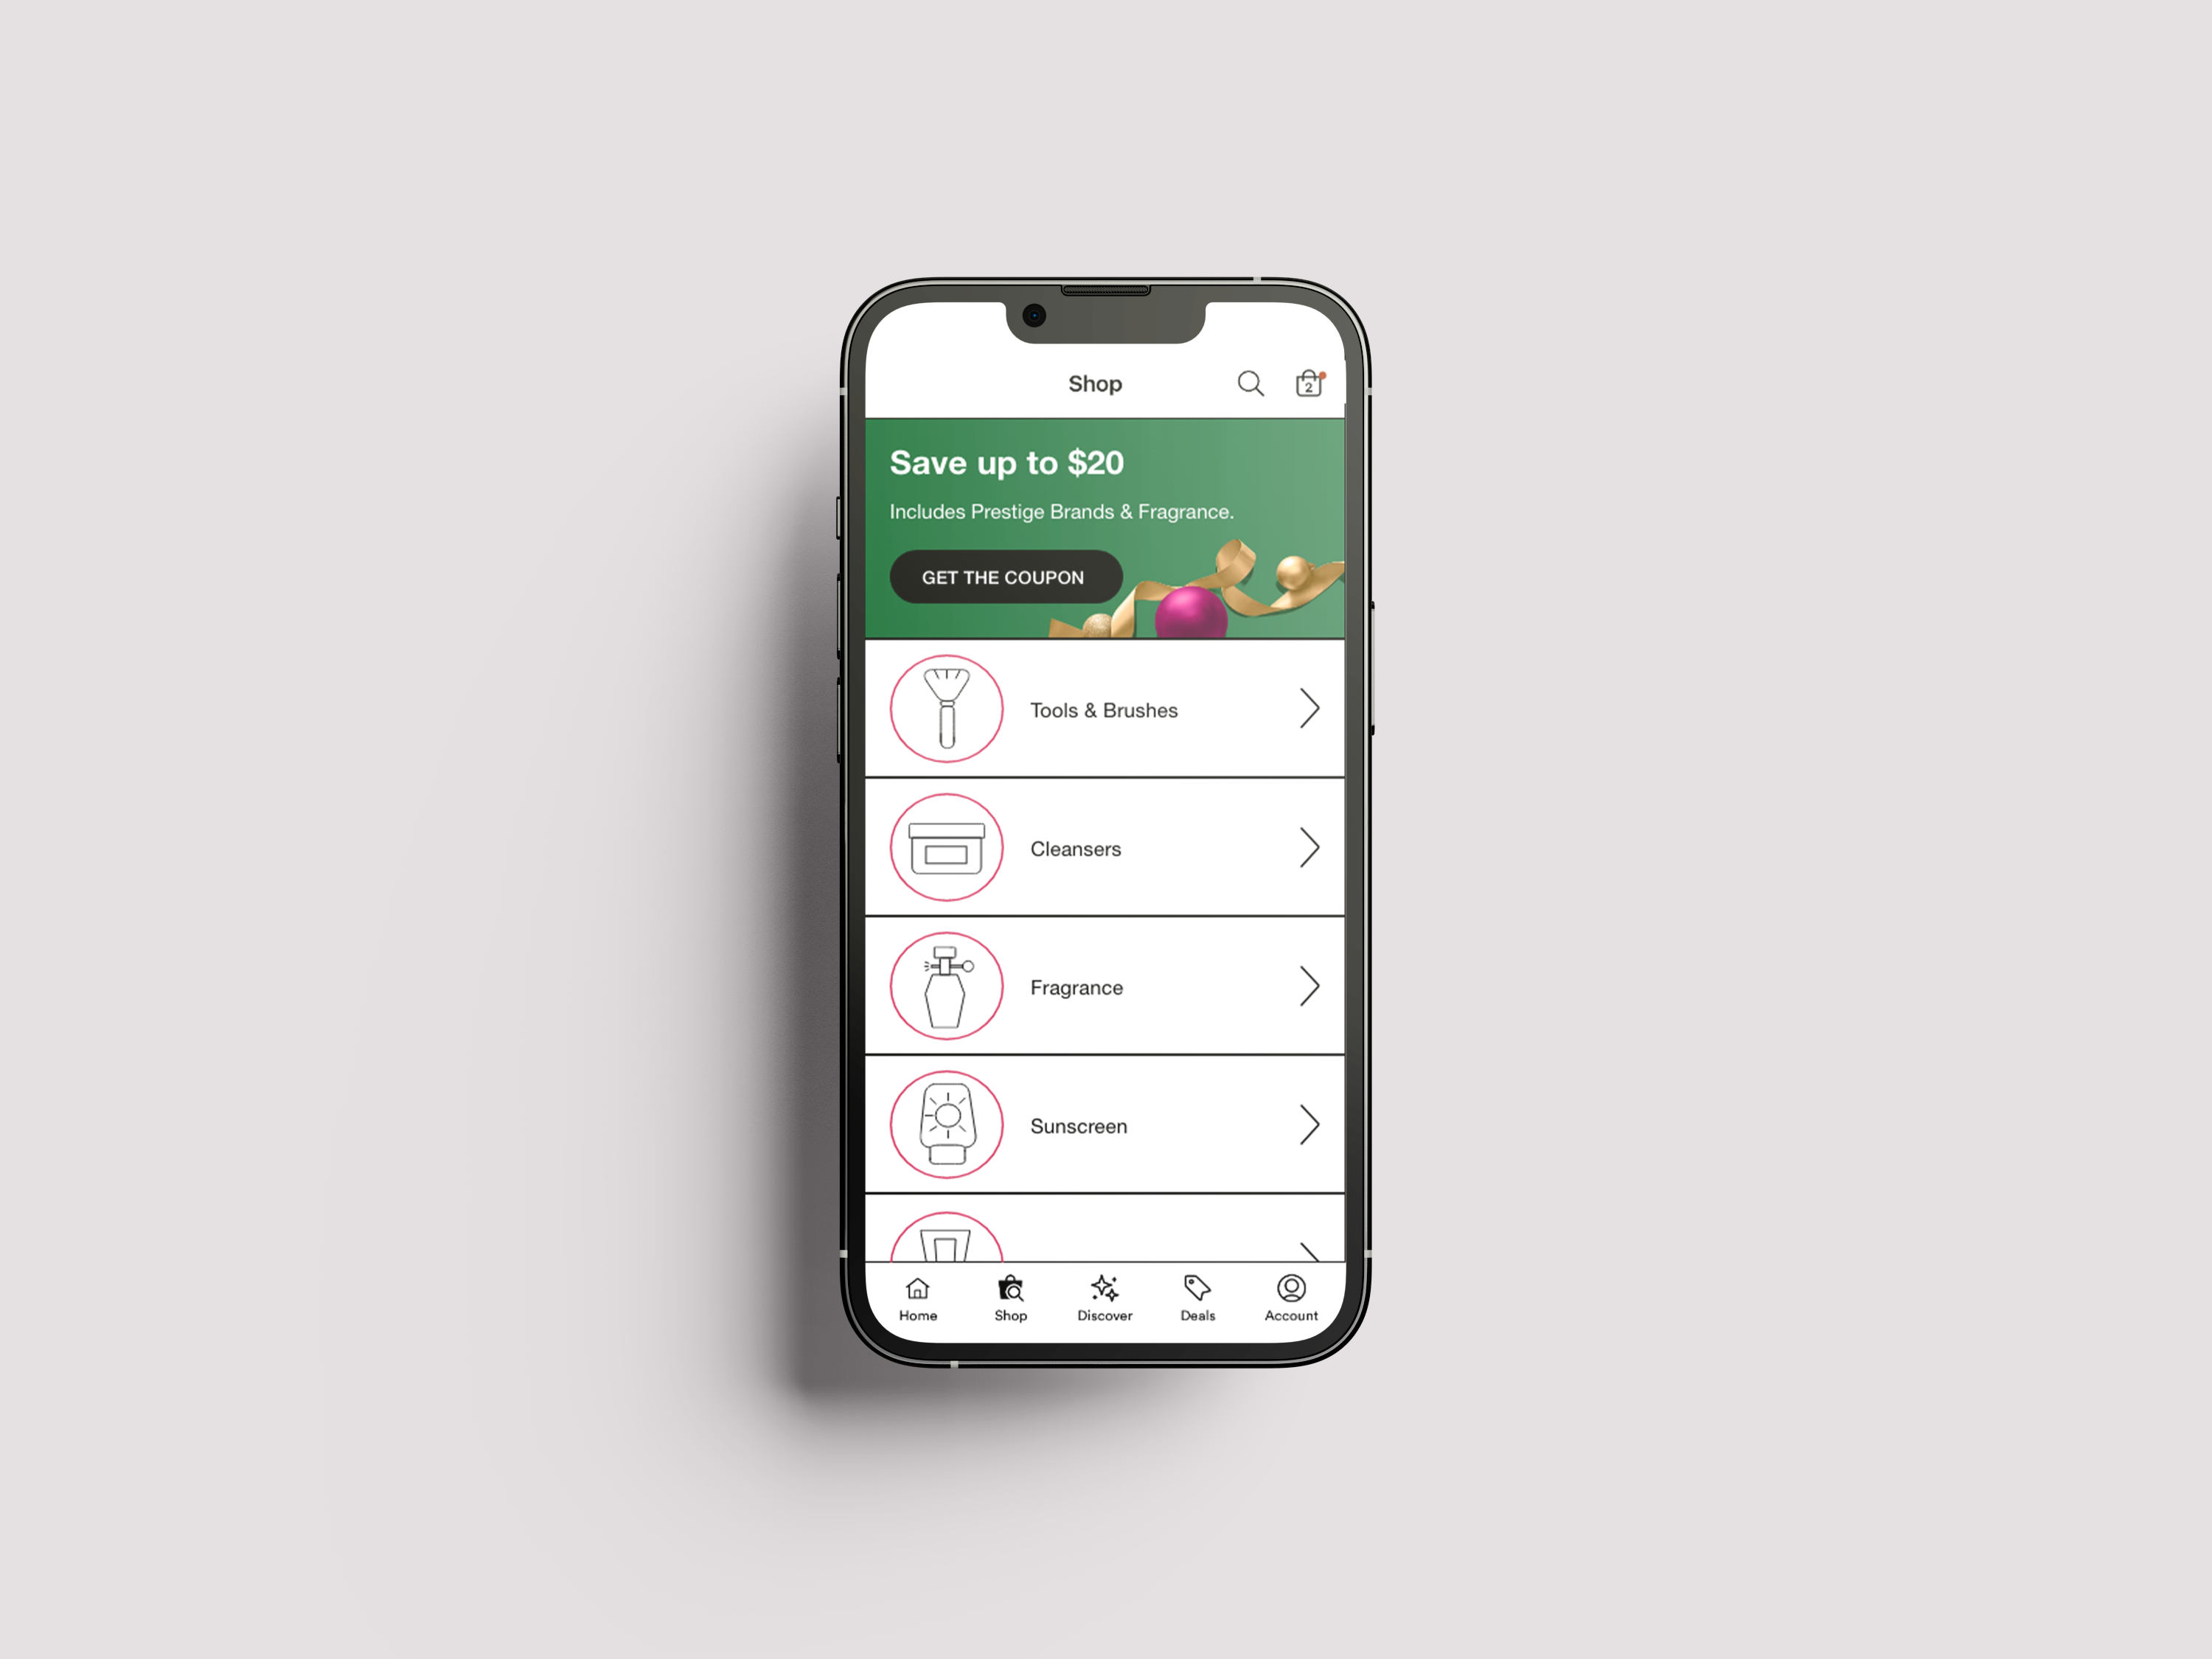 Shop
2
Save up to $20
Includes Prestige Brands & Fragrance.
GET THE COUPON
Tools & Brushes
Cleansers
Fragrance
Sunscreen
Home
Shop
Discover
Deals
Account